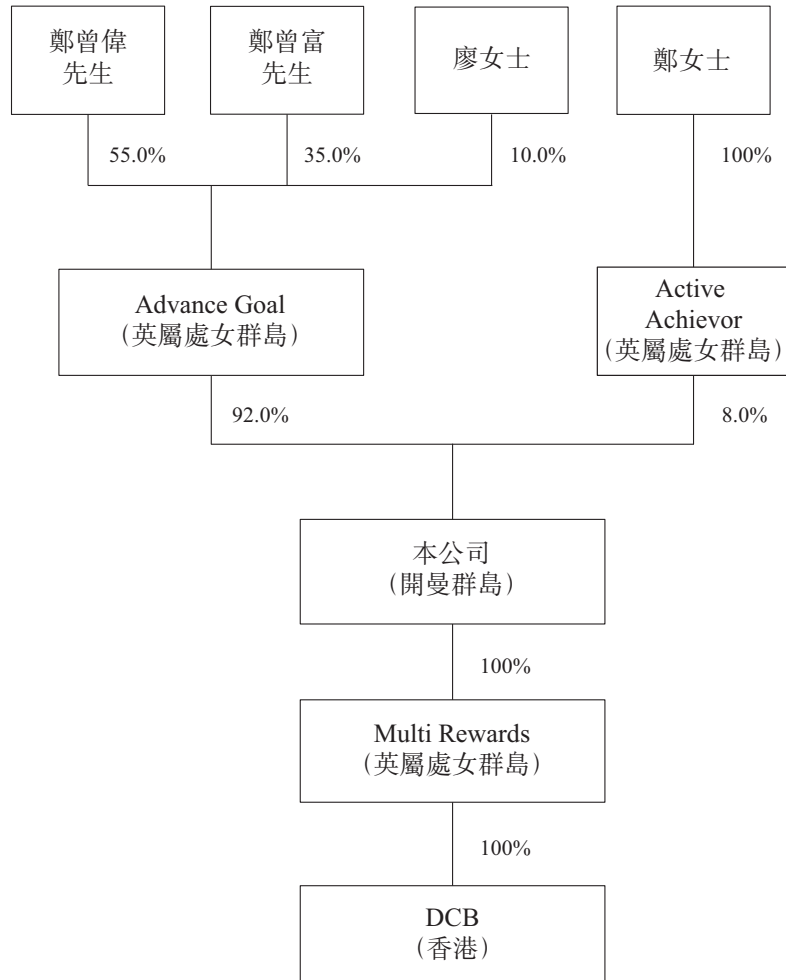 鄭曾偉
先生
鄭曾富
先生
廖女士
鄭女士
55.0%
35.0%
10.0%
100%
Advance Goal
(英屬處女群島)
Active
Achievor
(英屬處女群島)
92.0%
8.0%
本公司
(開曼群島)
100%
Multi Rewards
(英屬處女群島)
100%
DCB
(香港)